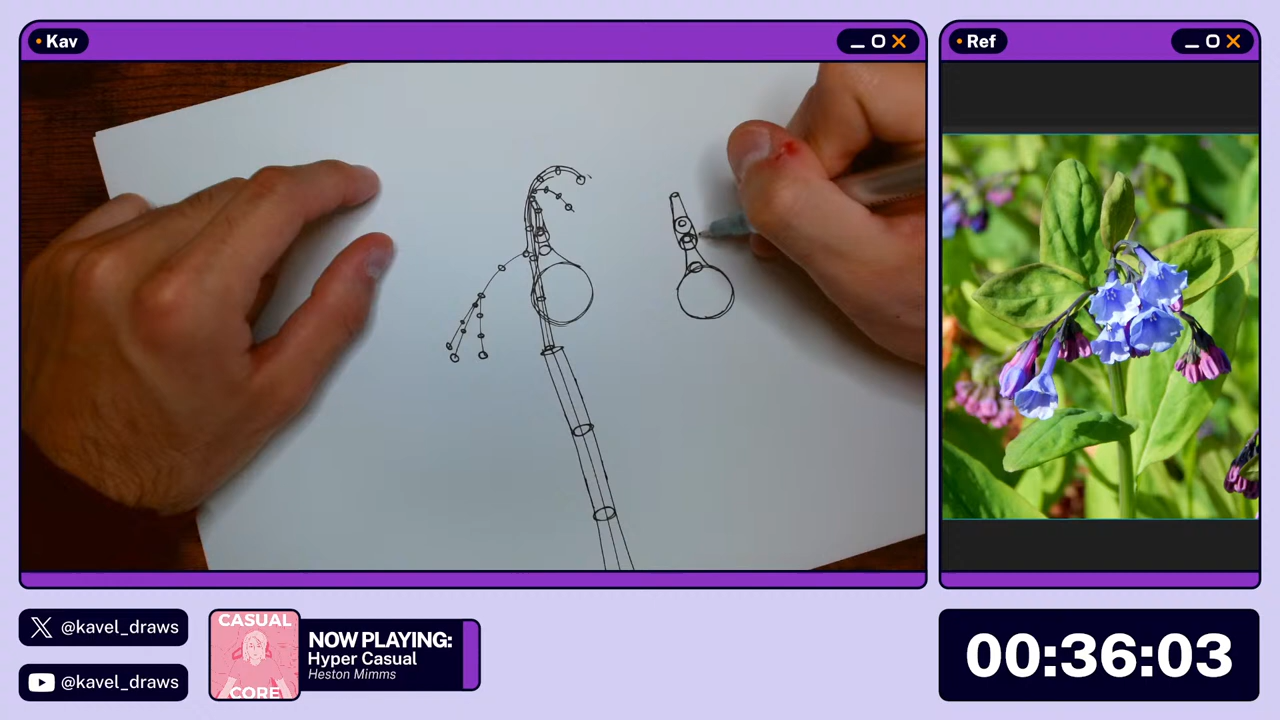 Kav
Ref
@kavel_draws
@kavel_draws
CASUAL
CORE
NOW PLAYING:
Hyper Casual
Heston Mimms
00:36:03